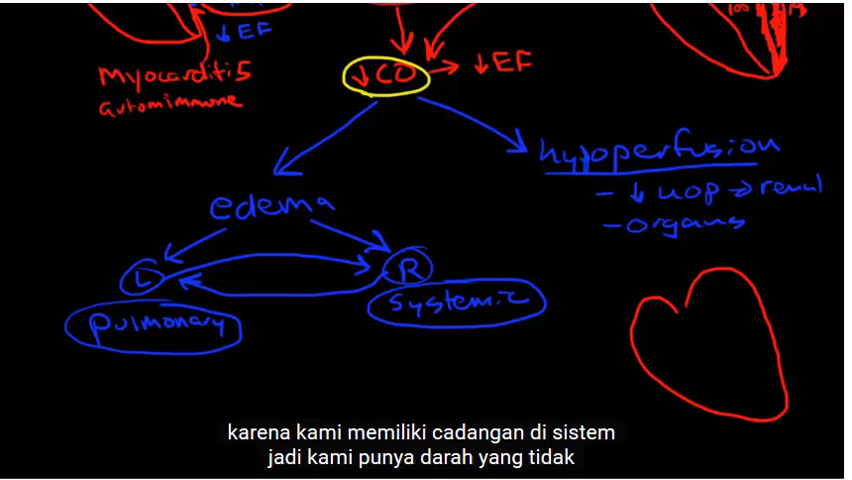 ↓ EF
Myocarditis
autoimmune
↓ CO → ↓ EF
hypoperfusion
- ↓ UOP → renal
- organs
edema
L
R
pulmonary
systemic
karena kami memiliki cadangan di sistem
jadi kami punya darah yang tidak